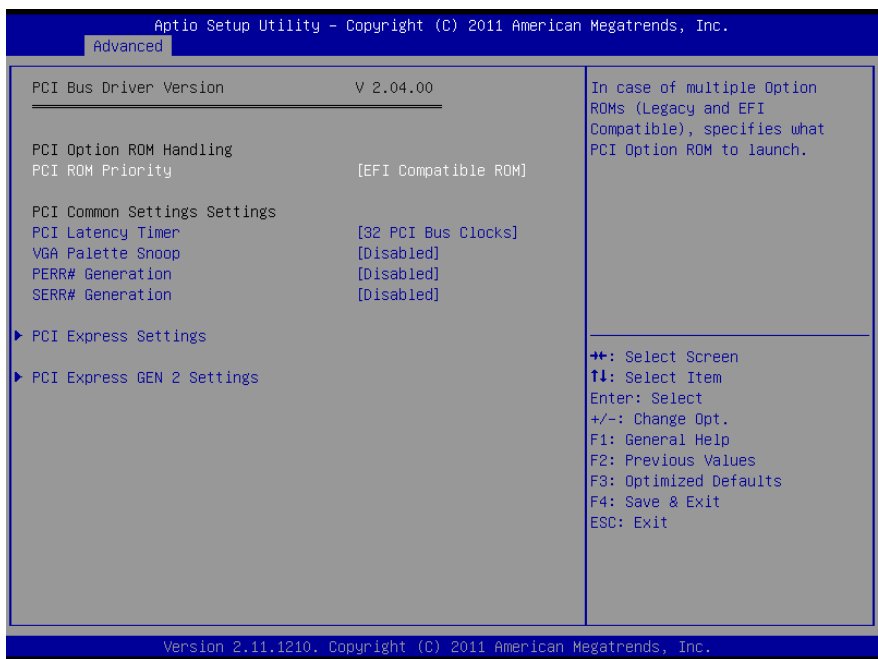 Aptio Setup Utility – Copyright (C) 2011 American Megatrends, Inc.
Advanced
PCI Bus Driver Version V 2.04.00
PCI Option ROM Handling
PCI ROM Priority [EFI Compatible ROM]
PCI Common Settings Settings
PCI Latency Timer [32 PCI Bus Clocks]
VGA Palette Snoop [Disabled]
PERR# Generation [Disabled]
SERR# Generation [Disabled]
PCI Express Settings
PCI Express GEN 2 Settings
In case of multiple Option
ROMs (Legacy and EFI
Compatible), specifies what
PCI Option ROM to launch.
→←: Select Screen
↑↓: Select Item
Enter: Select
+/-: Change Opt.
F1: General Help
F2: Previous Values
F3: Optimized Defaults
F4: Save & Exit
ESC: Exit
Version 2.11.1210. Copyright (C) 2011 American Megatrends, Inc.